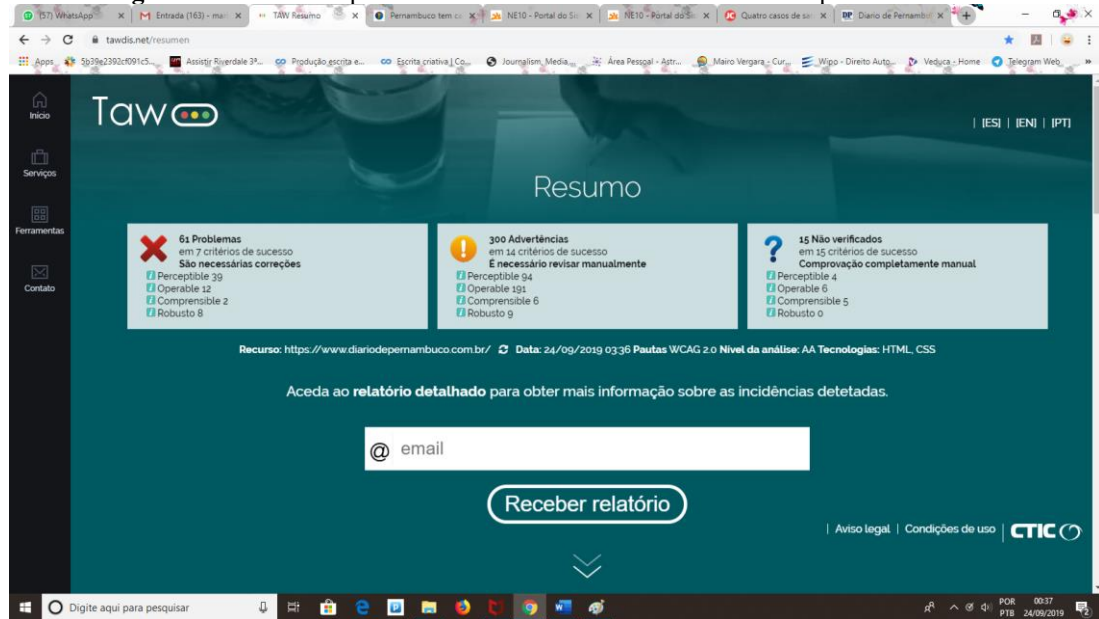 (57) WhatsApp
Entrada (163) - mar
TAW Resumo
Pernambuco tem c
NE10 - Portal do Si
NE10 - Portal do S
Quatro casos de sa
Diario de Pernamb
tawdis.net/resumen
Apps
5b39e2392cf091c5...
Assistir Riverdale 3ª...
Produção escrita e...
Escrita criativa | Co...
Journalism, Media...
Área Pessoal - Astr...
Mairo Vergara - Cur...
Wipo - Direito Auto...
Veduca - Home
Telegram Web
»
Início
Serviços
Ferramentas
Contato
Taw
| [ES] | [EN] | [PT]
Resumo
61 Problemas
em 7 critérios de sucesso
São necessárias correções
Perceptible 39
Operable 12
Comprensible 2
Robusto 8
300 Advertências
em 14 critérios de sucesso
É necessário revisar manualmente
Perceptible 94
Operable 191
Comprensible 6
Robusto 9
15 Não verificados
em 15 critérios de sucesso
Comprovação completamente manual
Perceptible 4
Operable 6
Comprensible 5
Robusto 0
Recurso: https://www.diariodepernambuco.com.br/ Data: 24/09/2019 03:36 Pautas WCAG 2.0 Nível da análise: AA Tecnologias: HTML, CSS
Aceda ao relatório detalhado para obter mais informação sobre as incidências detetadas.
@ email
Receber relatório
| Aviso legal | Condições de uso | CTIC
Digite aqui para pesquisar
POR 00:37
PTB 24/09/2019